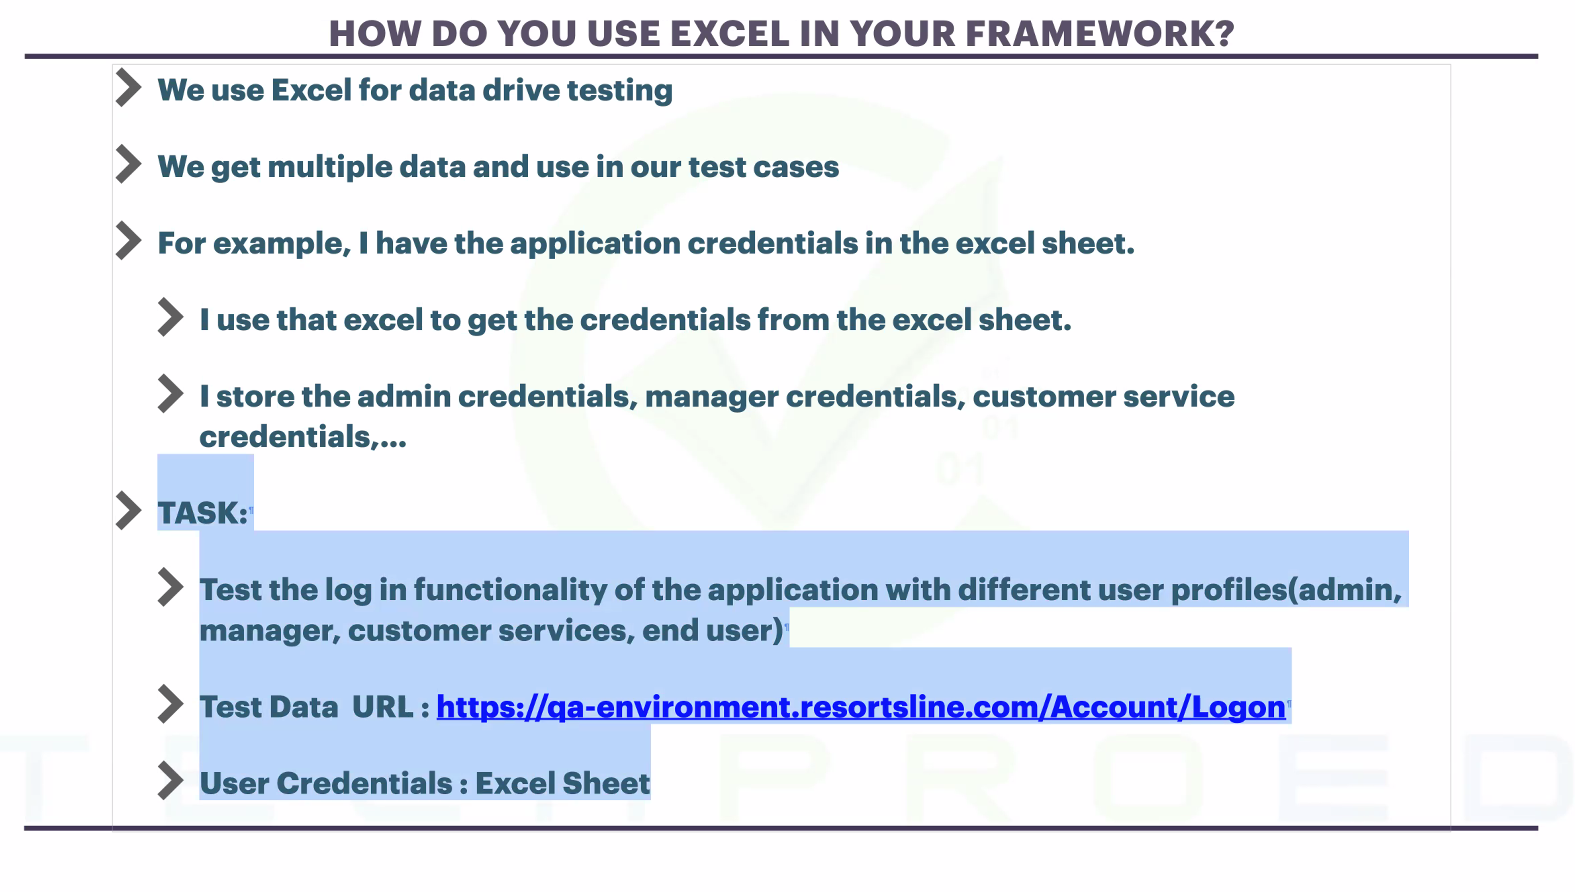 HOW DO YOU USE EXCEL IN YOUR FRAMEWORK?
We use Excel for data drive testing
We get multiple data and use in our test cases
For example, I have the application credentials in the excel sheet.
I use that excel to get the credentials from the excel sheet.
I store the admin credentials, manager credentials, customer service
credentials,...
01
01
TASK:
Test the log in functionality of the application with different user profiles(admin,
manager, customer services, end user)
Test Data  URL : https://qa-environment.resortsline.com/Account/Logon
User Credentials : Excel Sheet
TECHPROED